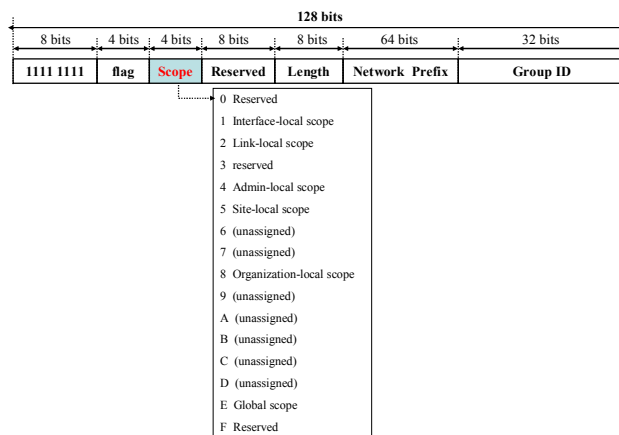 128 bits
8 bits 4 bits 4 bits 8 bits 8 bits 64 bits 32 bits
1111 1111 flag Scope Reserved Length Network Prefix Group ID
0 Reserved
1 Interface-local scope
2 Link-local scope
3 reserved
4 Admin-local scope
5 Site-local scope
6 (unassigned)
7 (unassigned)
8 Organization-local scope
9 (unassigned)
A (unassigned)
B (unassigned)
C (unassigned)
D (unassigned)
E Global scope
F Reserved